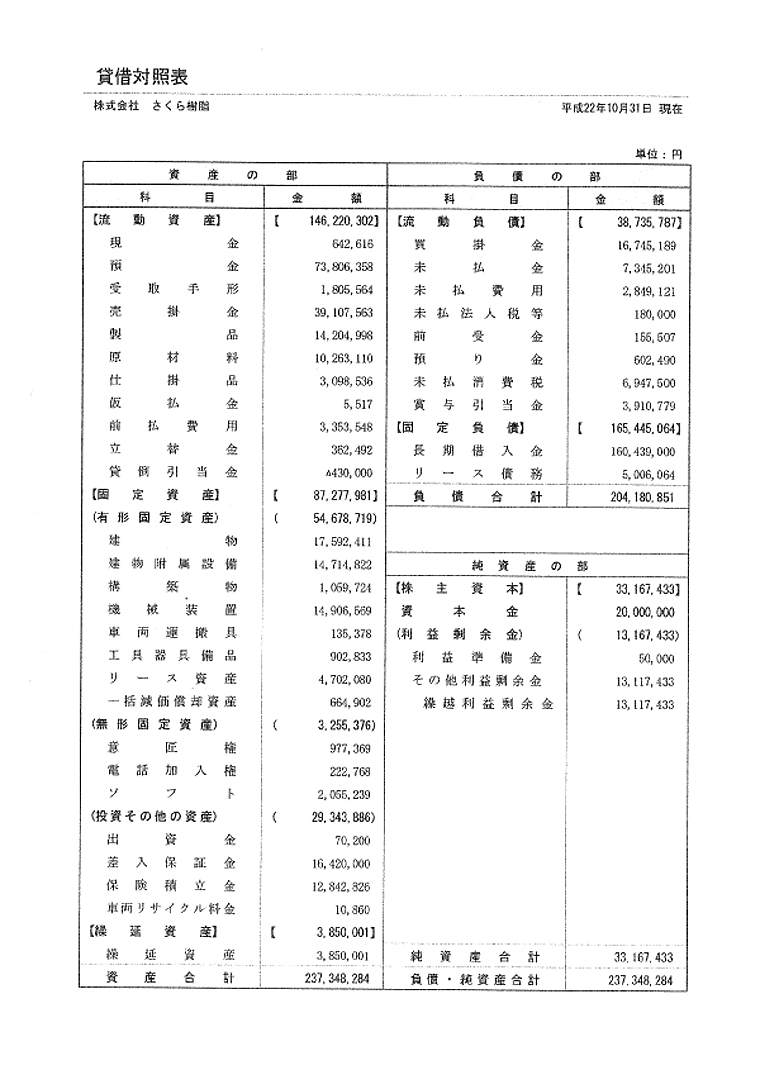 貸借対照表
株式会社 さくら樹脂
平成22年10月31日 現在
単位：円
資産の部
科目 金額
【流動資産】 【 146,220,302】
現金 642,616
預金 73,806,358
受取手形 1,805,564
売掛金 39,107,563
製品 14,204,998
原材料 10,263,110
仕掛品 3,098,536
仮払金 5,517
前払費用 3,353,548
立替金 362,492
貸倒引当金 △430,000
【固定資産】 【 87,277,981】
(有形固定資産) ( 54,678,719)
建物 17,592,411
建物附属設備 14,714,822
構築物 1,059,724
機械装置 14,906,569
車両運搬具 135,378
工具器具備品 902,833
リース資産 4,702,080
一括減価償却資産 664,902
(無形固定資産) ( 3,255,376)
意匠権 977,369
電話加入権 222,768
ソフト 2,055,239
(投資その他の資産) ( 29,343,886)
出資金 70,200
差入保証金 16,420,000
保険積立金 12,842,826
車両リサイクル料金 10,860
【繰延資産】 【 3,850,001】
繰延資産 3,850,001
資産合計 237,348,284
負債の部
科目 金額
【流動負債】 【 38,735,787】
買掛金 16,745,189
未払金 7,345,201
未払費用 2,849,121
未払法人税等 180,000
前受金 155,507
預り金 602,490
未払消費税 6,947,500
賞与引当金 3,910,779
【固定負債】 【 165,445,064】
長期借入金 160,439,000
リース債務 5,006,064
負債合計 204,180,851
純資産の部
【株主資本】 【 33,167,433】
資本金 20,000,000
(利益剰余金) ( 13,167,433)
利益準備金 50,000
その他利益剰余金 13,117,433
繰越利益剰余金 13,117,433
純資産合計 33,167,433
負債・純資産合計 237,348,284